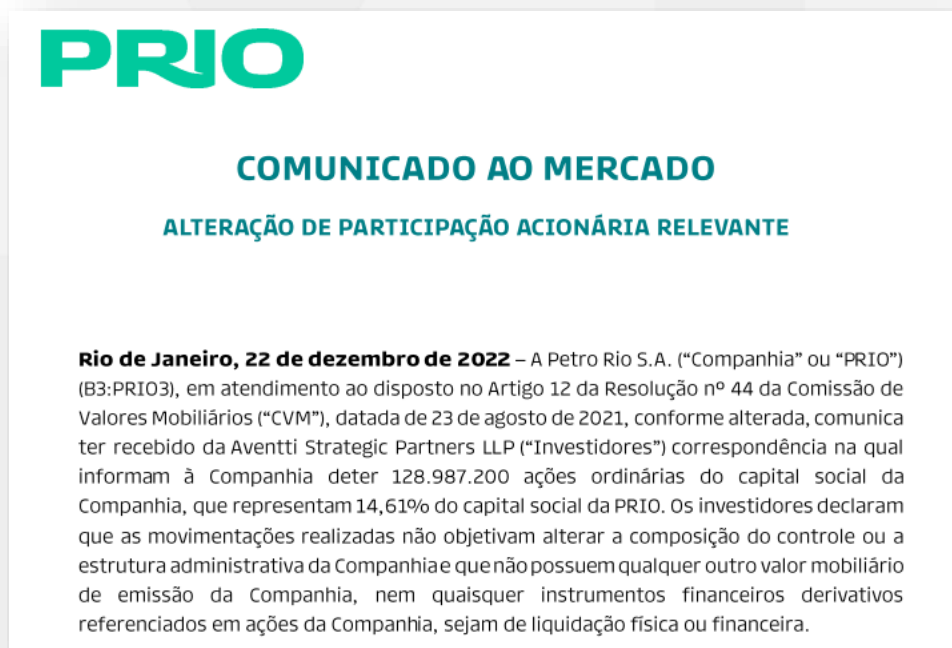 PRIO
COMUNICADO AO MERCADO
ALTERAÇÃO DE PARTICIPAÇÃO ACIONÁRIA RELEVANTE
Rio de Janeiro, 22 de dezembro de 2022 – A Petro Rio S.A. (“Companhia” ou “PRIO”)
(B3:PRIO3), em atendimento ao disposto no Artigo 12 da Resolução nº 44 da Comissão de
Valores Mobiliários (“CVM”), datada de 23 de agosto de 2021, conforme alterada, comunica
ter recebido da Aventti Strategic Partners LLP (“Investidores”) correspondência na qual
informam à Companhia deter 128.987.200 ações ordinárias do capital social da
Companhia, que representam 14,61% do capital social da PRIO. Os investidores declaram
que as movimentações realizadas não objetivam alterar a composição do controle ou a
estrutura administrativa da Companhia e que não possuem qualquer outro valor mobiliário
de emissão da Companhia, nem quaisquer instrumentos financeiros derivativos
referenciados em ações da Companhia, sejam de liquidação física ou financeira.